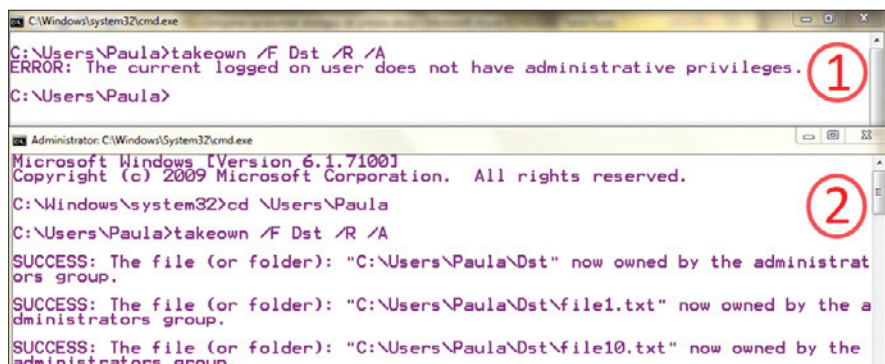 C:\Windows\system32\cmd.exe
C:\Users\Paula>takeown /F Dst /R /A
ERROR: The current logged on user does not have administrative privileges.
1
C:\Users\Paula>
Administrator: C:\Windows\System32\cmd.exe
Microsoft Windows [Version 6.1.7100]
Copyright (c) 2009 Microsoft Corporation. All rights reserved.
C:\Windows\system32>cd \Users\Paula
2
C:\Users\Paula>takeown /F Dst /R /A
SUCCESS: The file (or folder): "C:\Users\Paula\Dst" now owned by the administrat
ors group.
SUCCESS: The file (or folder): "C:\Users\Paula\Dst\file1.txt" now owned by the a
dministrators group.
SUCCESS: The file (or folder): "C:\Users\Paula\Dst\file10.txt" now owned by the
administrators group.